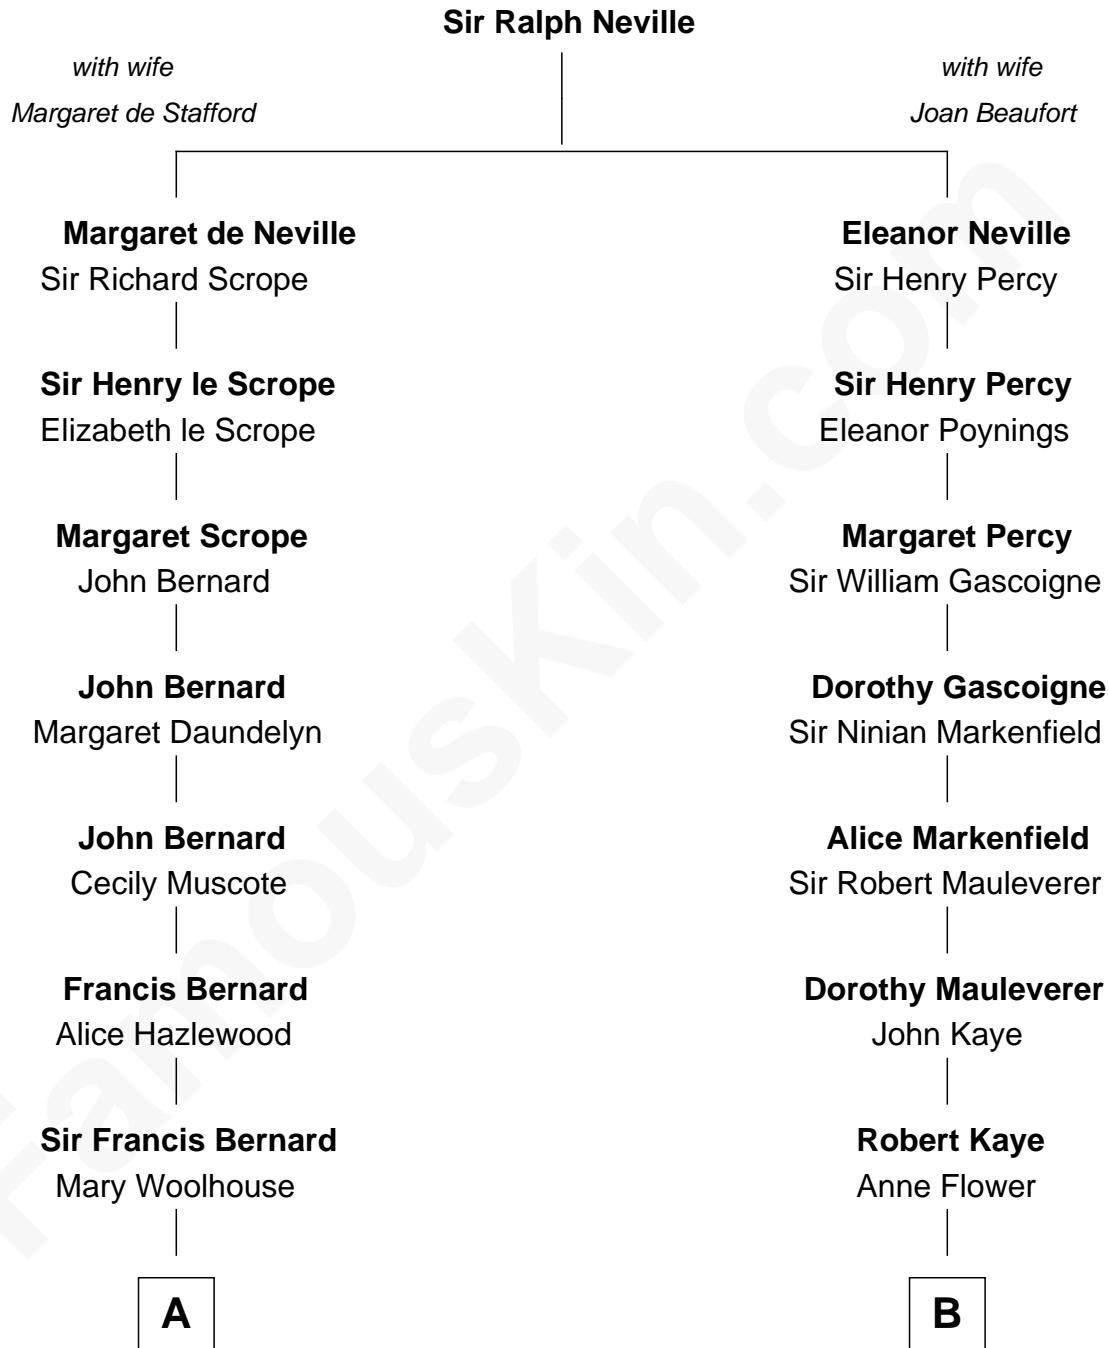 Sir Ralph Neville
with wife
Margaret de Stafford
with wife
Joan Beaufort
Margaret de Neville
Sir Richard Scrope
Eleanor Neville
Sir Henry Percy
Sir Henry le Scrope
Elizabeth le Scrope
Sir Henry Percy
Eleanor Poynings
Margaret Scrope
John Bernard
Margaret Percy
Sir William Gascoigne
John Bernard
Margaret Daundelyn
Dorothy Gascoigne
Sir Ninian Markenfield
John Bernard
Cecily Muscote
Alice Markenfield
Sir Robert Mauleverer
Francis Bernard
Alice Hazlewood
Dorothy Mauleverer
John Kaye
Sir Francis Bernard
Mary Woolhouse
Robert Kaye
Anne Flower
A
B
FamousKin.com